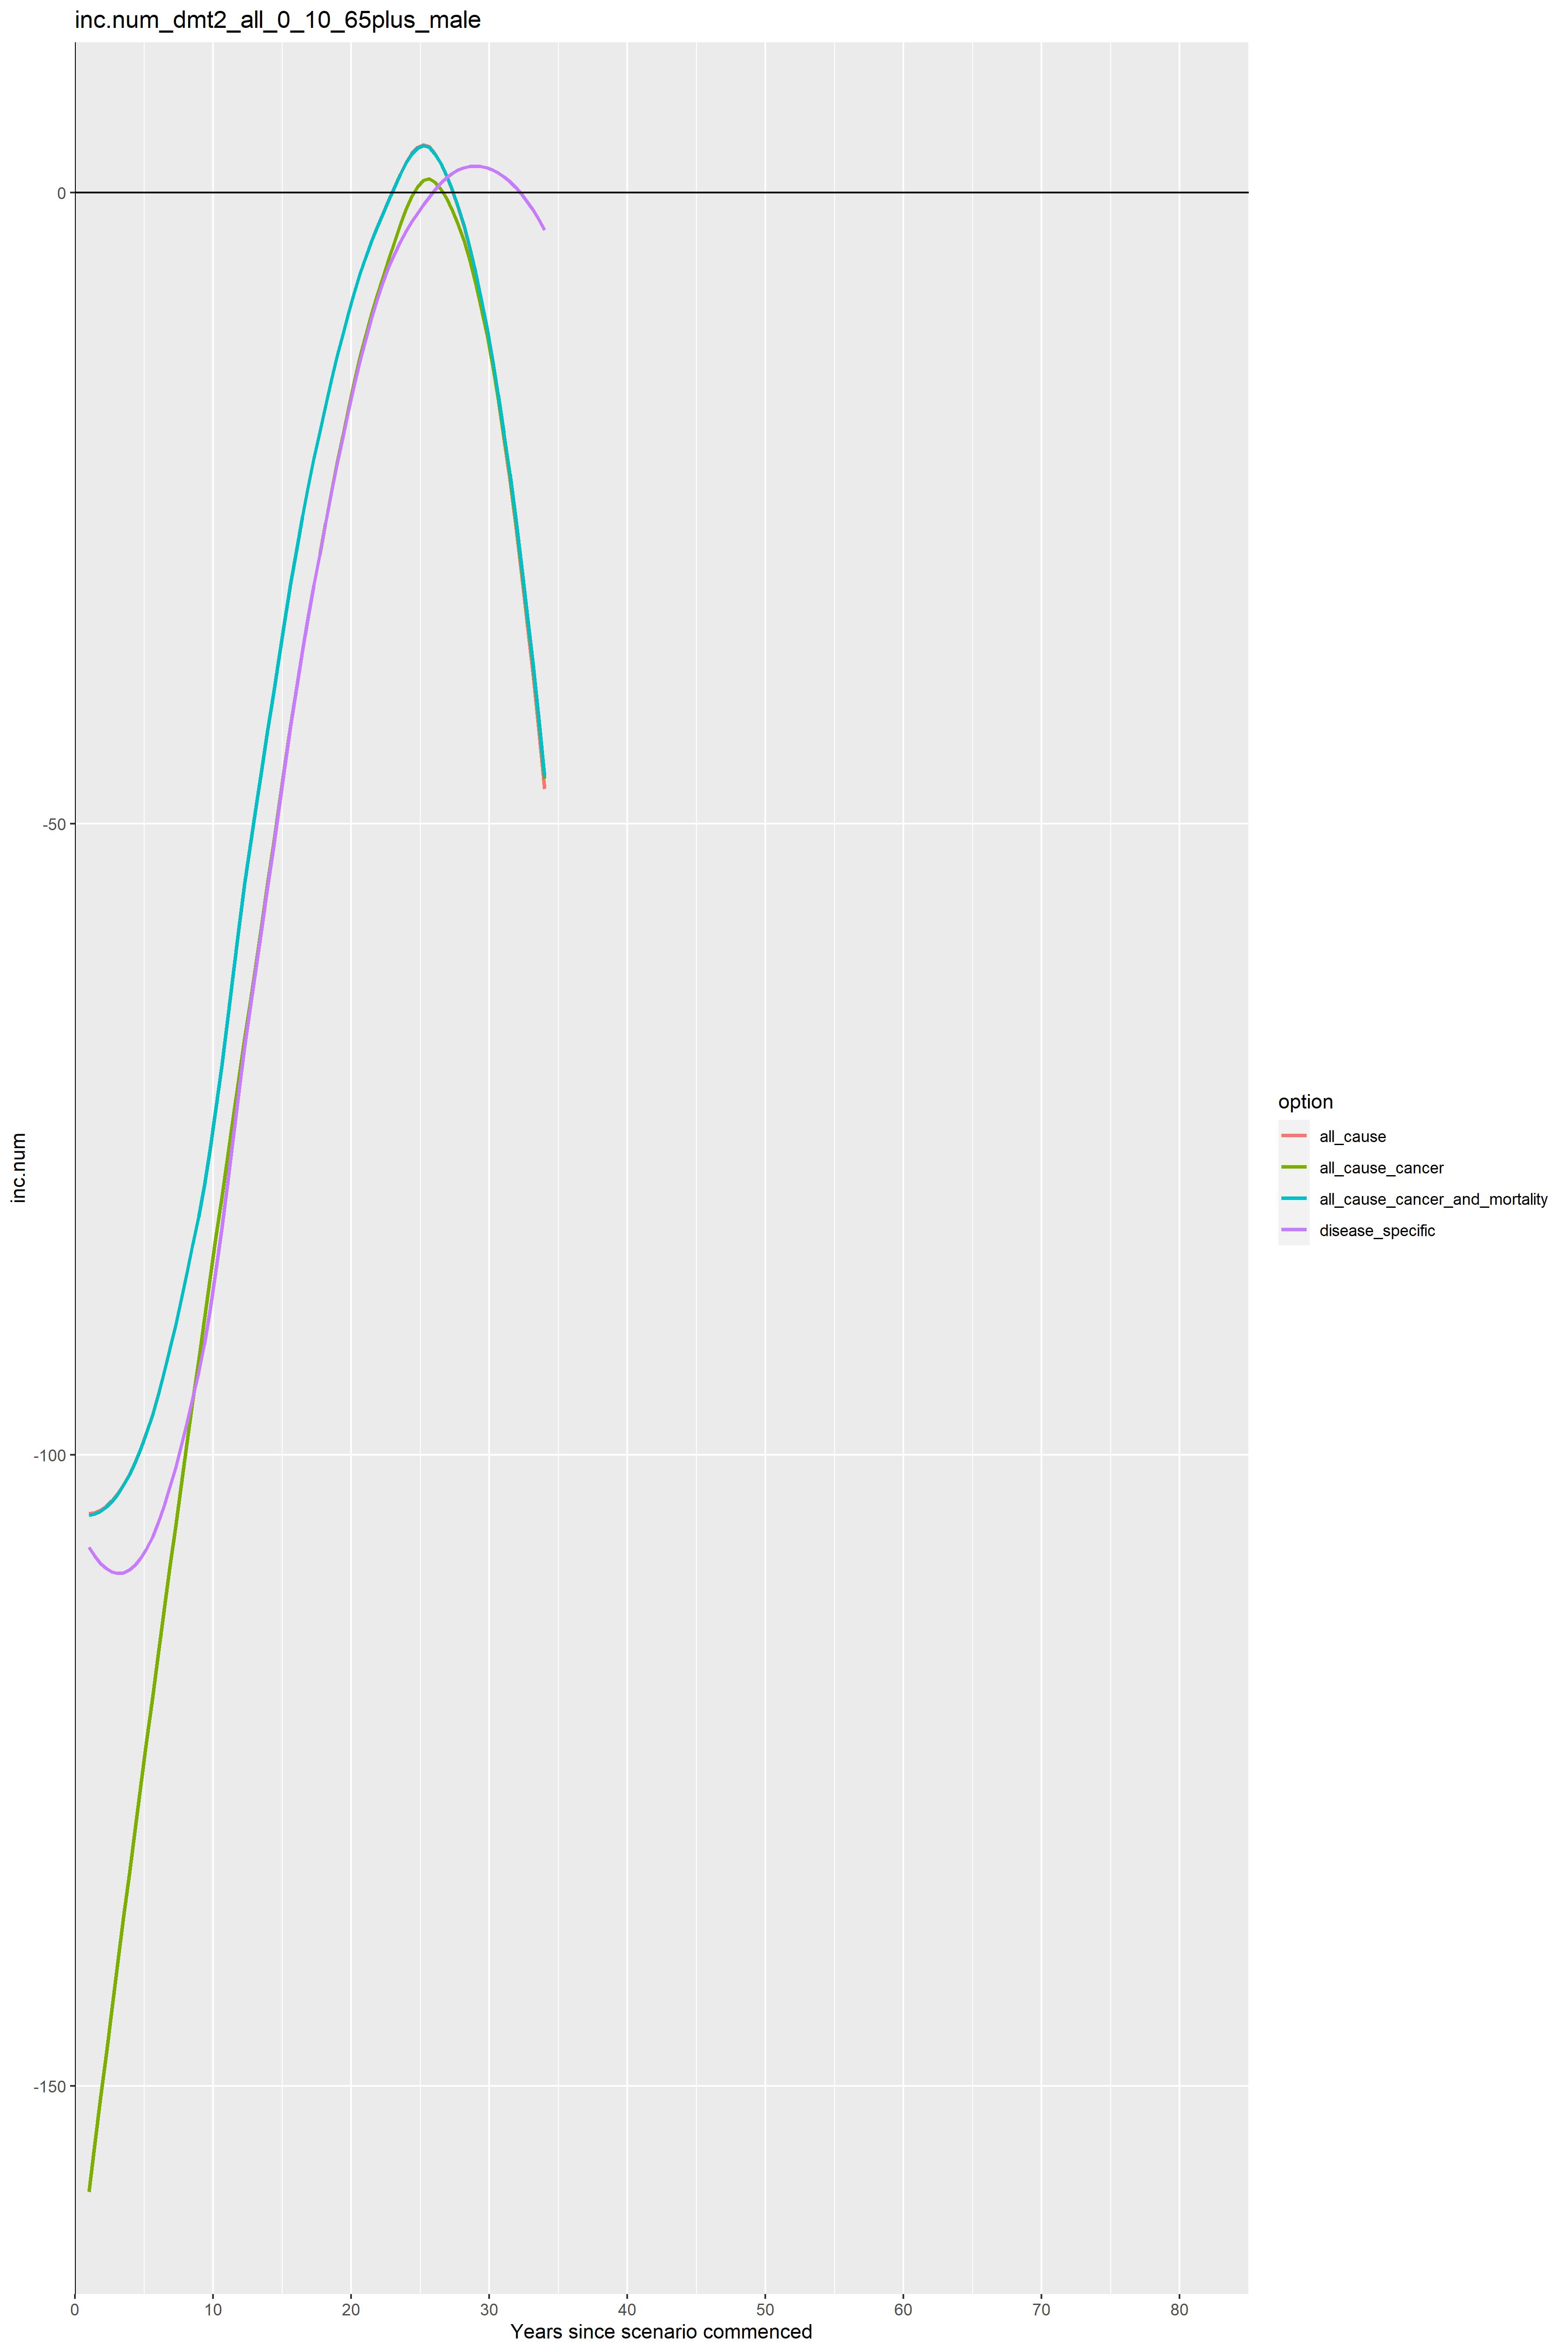 inc.num_dmt2_all_0_10_65plus_male
0
-50
-100
-150
inc.num
0 10 20 30 40 50 60 70 80
Years since scenario commenced
option
all_cause
all_cause_cancer
all_cause_cancer_and_mortality
disease_specific